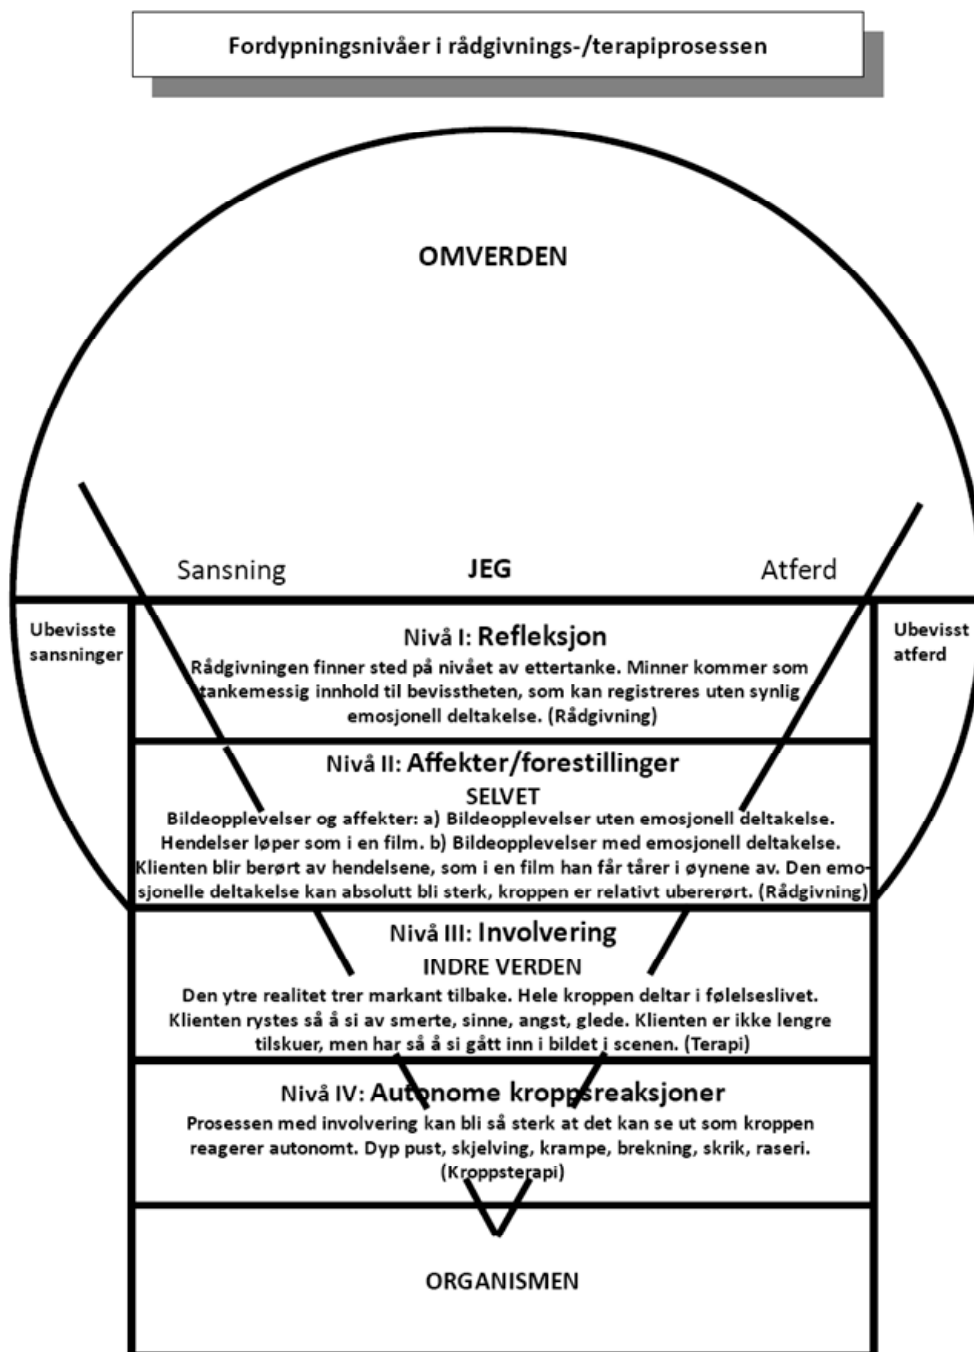 Fordypningsnivåer i rådgivnings-/terapiprosessen
OMVERDEN
Sansning
JEG
Atferd
Ubevisste
sansninger
Ubevisst
atferd
Nivå I: Refleksjon
Rådgivningen finner sted på nivået av ettertanke. Minner kommer som
tankemessig innhold til bevisstheten, som kan registreres uten synlig
emosjonell deltakelse. (Rådgivning)
Nivå II: Affekter/forestillinger
SELVET
Bildeopplevelser og affekter: a) Bildeopplevelser uten emosjonell deltakelse.
Hendelser løper som i en film. b) Bildeopplevelser med emosjonell deltakelse.
Klienten blir berørt av hendelsene, som i en film han får tårer i øynene av. Den emo-
sjonelle deltakelse kan absolutt bli sterk, kroppen er relativt ubererørt. (Rådgivning)
Nivå III: Involvering
INDRE VERDEN
Den ytre realitet trer markant tilbake. Hele kroppen deltar i følelseslivet.
Klienten rystes så å si av smerte, sinne, angst, glede. Klienten er ikke lengre
tilskuer, men har så å si gått inn i bildet i scenen. (Terapi)
Nivå IV: Autonome kroppsreaksjoner
Prosessen med involvering kan bli så sterk at det kan se ut som kroppen
reagerer autonomt. Dyp pust, skjelving, krampe, brekning, skrik, raseri.
(Kroppsterapi)
ORGANISMEN